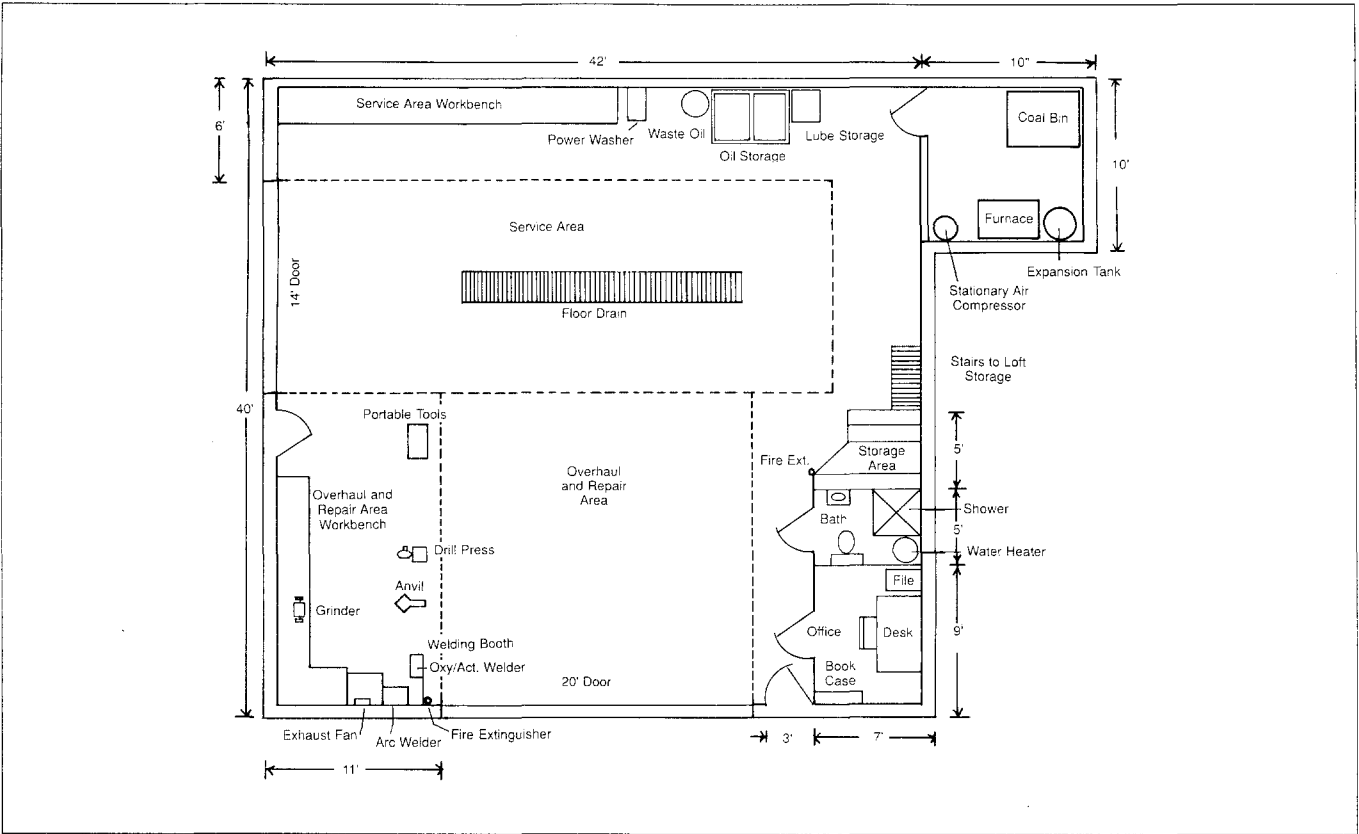 42'
10"
Service Area Workbench
Power Washer
Waste Oil
Oil Storage
Lube Storage
Coal Bin
6'
10'
Service Area
Furnace
Expansion Tank
14' Door
Floor Drain
Stationary Air
Compressor
Stairs to Loft
Storage
40'
Portable Tools
Fire Ext.
Storage
Area
5'
Overhaul
and Repair
Area
Overhaul and
Repair Area
Workbench
Bath
Shower
5'
Water Heater
Drill Press
File
Anvil
Grinder
Office
Desk
9'
Welding Booth
Oxy/Act. Welder
Book
Case
20' Door
Exhaust Fan
Arc Welder
Fire Extinguisher
3'
7'
11'